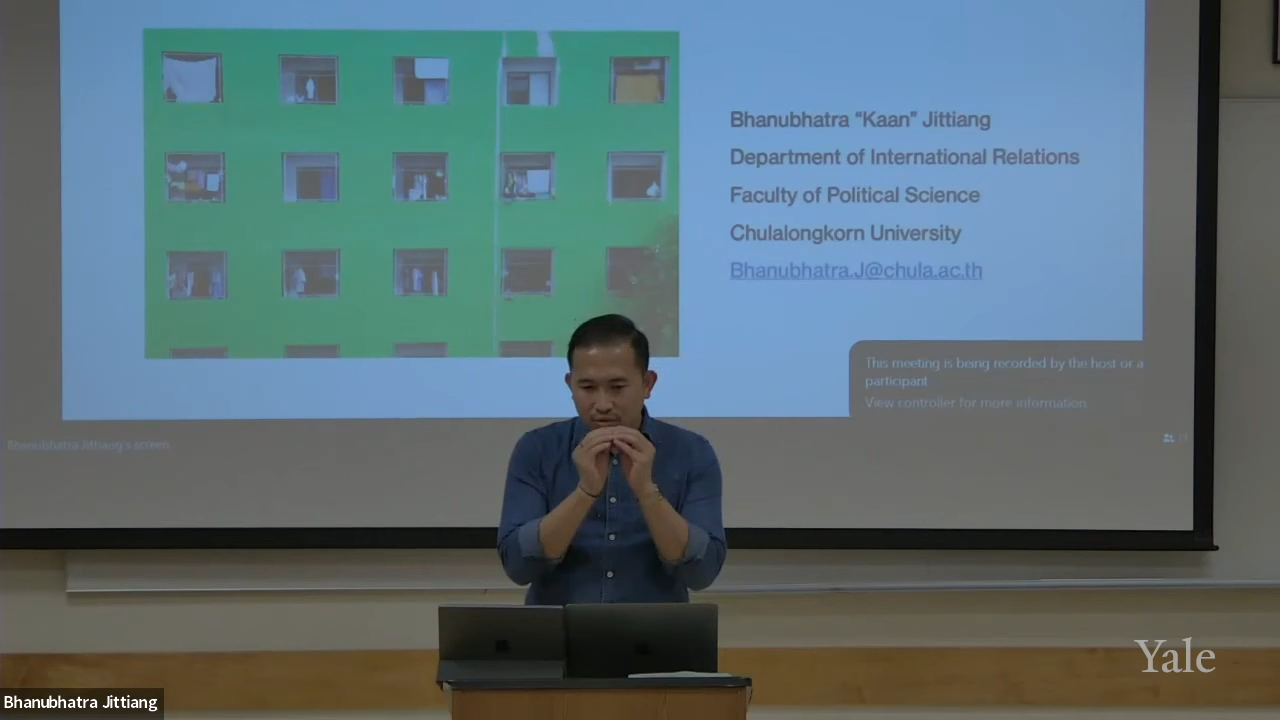 Bhanubhatra “Kaan” Jittiang
Department of International Relations
Faculty of Political Science
Chulalongkorn University
Bhanubhatra.J@chula.ac.th
This meeting is being recorded by the host or a
participant
View controller for more information
Bhanubhatra Jittiang's screen
Yale
Bhanubhatra Jittiang